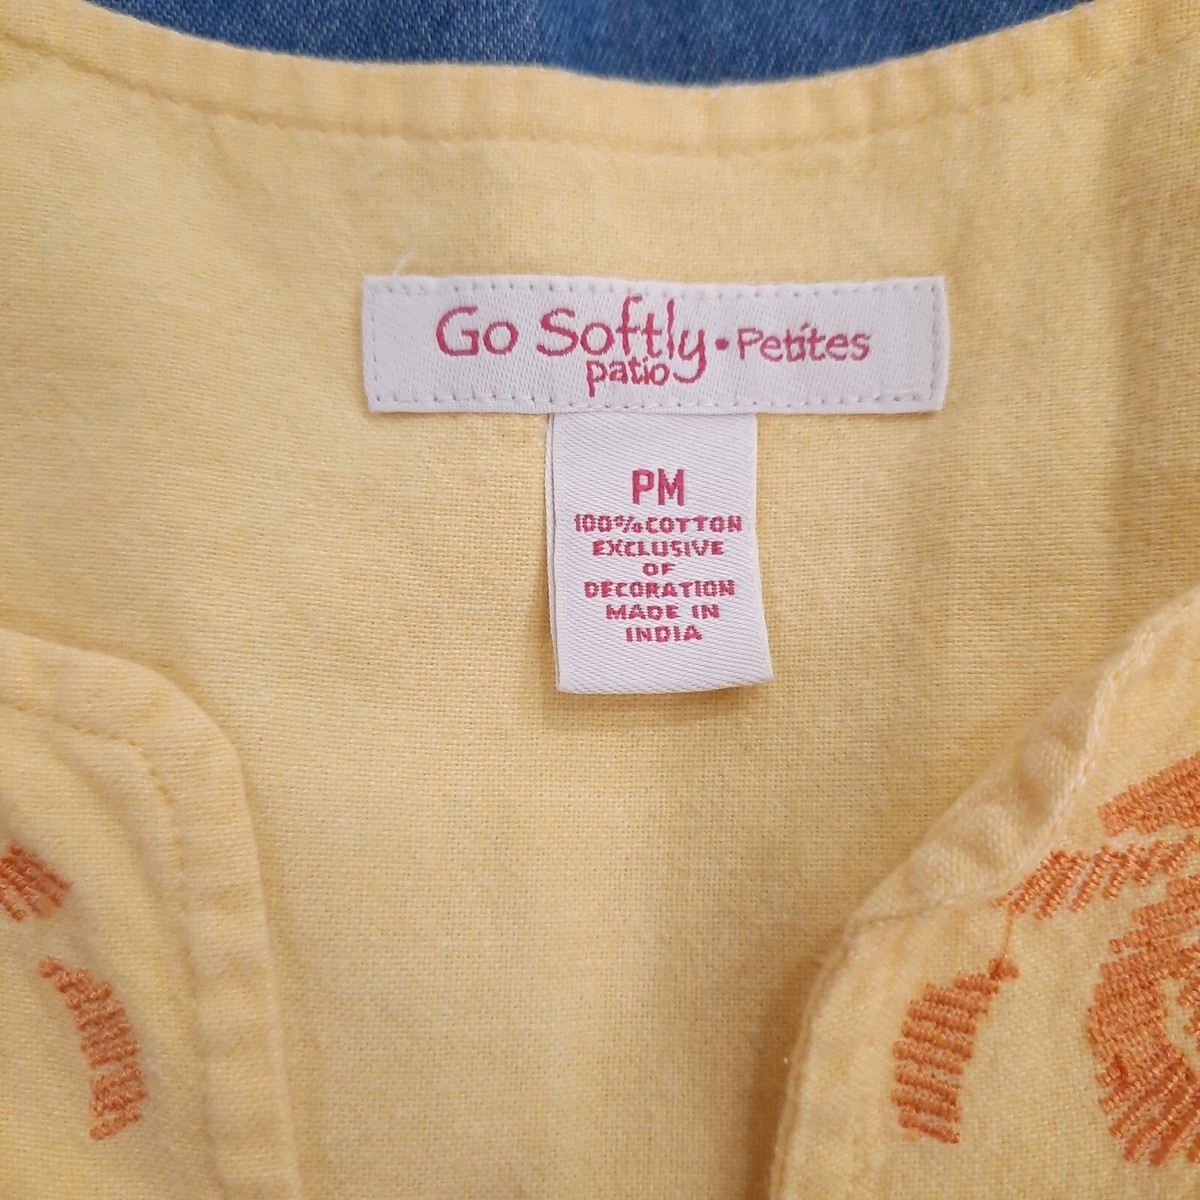 Go Softly • Petites
patio
PM
100% COTTON
EXCLUSIVE
OF
DECORATION
MADE IN
INDIA